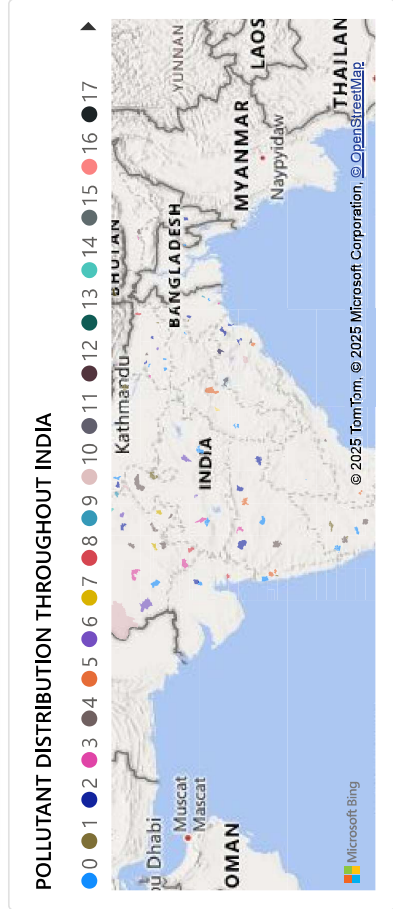 POLLUTANT DISTRIBUTION THROUGHOUT INDIA
0 1 2 3 4 5 6 7 8 9 10 11 12 13 14 15 16 17
YUNNAN
LAOS
BHUTAN
Kathmandu
BANGLADESH
MYANMAR
Naypyidaw
THAILAN
INDIA
bu Dhabi
Muscat
Mascat
OMAN
Microsoft Bing
© 2025 TomTom, © 2025 Microsoft Corporation, © OpenStreetMap